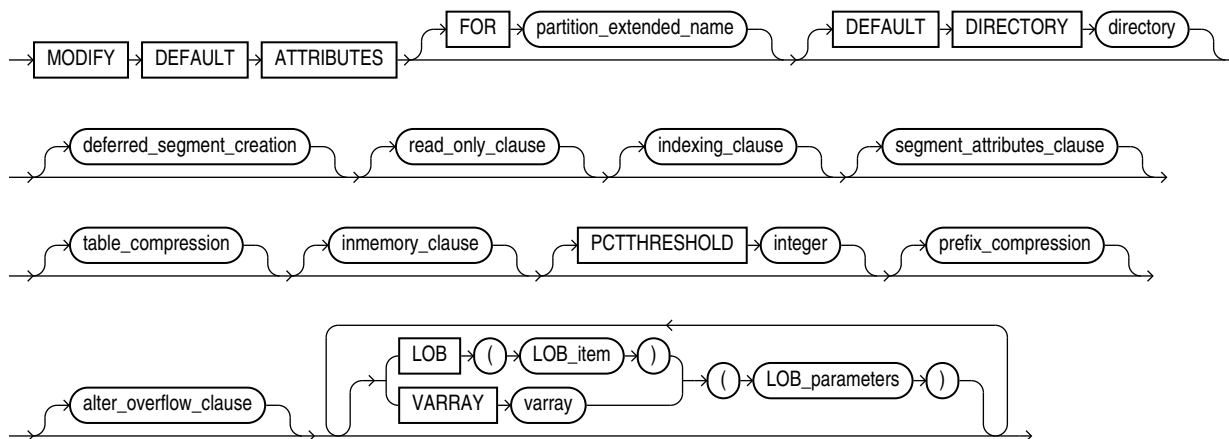 MODIFY DEFAULT ATTRIBUTES FOR partition_extended_name DEFAULT DIRECTORY directory
deferred_segment_creation read_only_clause indexing_clause segment_attributes_clause
table_compression inmemory_clause PCTTHRESHOLD integer prefix_compression
alter_overflow_clause LOB ( LOB_item ) ( LOB_parameters )
VARRAY varray